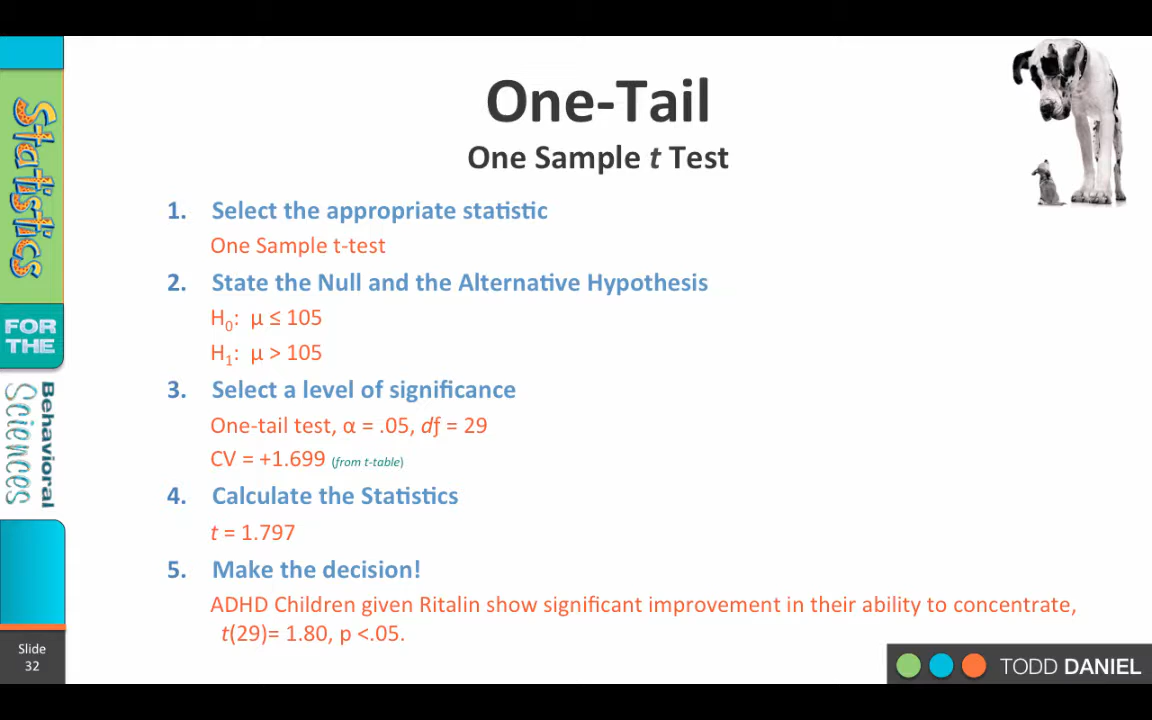 One-Tail
One Sample t Test
1. Select the appropriate statistic
One Sample t-test
2. State the Null and the Alternative Hypothesis
H₀: μ ≤ 105
H₁: μ > 105
3. Select a level of significance
One-tail test, α = .05, df = 29
CV = +1.699 (from t-table)
4. Calculate the Statistics
t = 1.797
5. Make the decision!
ADHD Children given Ritalin show significant improvement in their ability to concentrate,
t(29)= 1.80, p <.05.
Statistics
FOR
THE
Behavioral
Sciences
Slide
32
TODD DANIEL